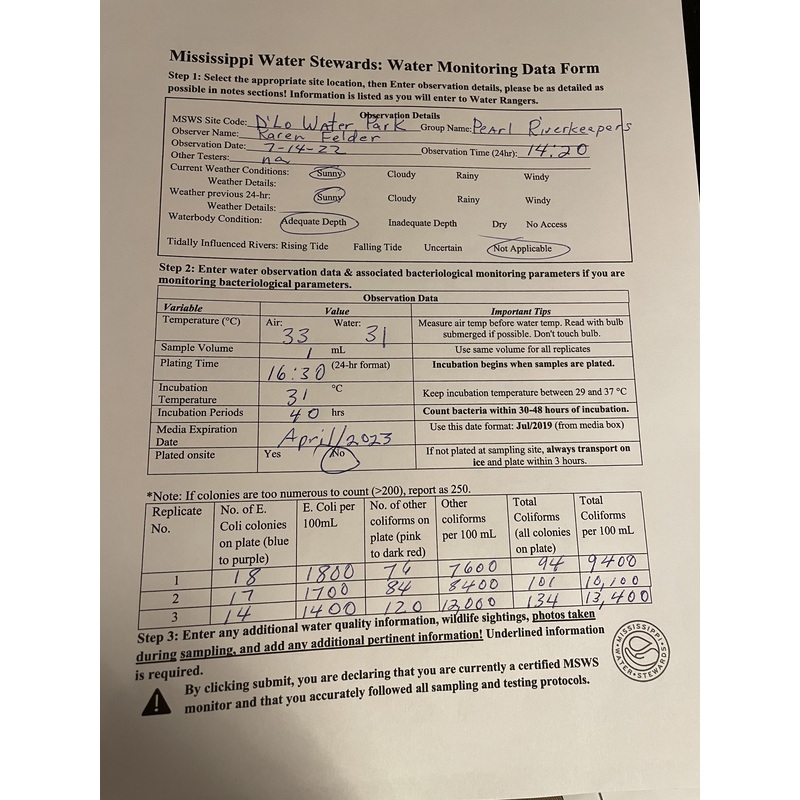 Mississippi Water Stewards: Water Monitoring Data Form
Step 1: Select the appropriate site location, then Enter observation details, please be as detailed as
possible in notes sections! Information is listed as you will enter to Water Rangers.
Observation Details
MSWS Site Code: D'Lo Water Park Group Name: Pearl Riverkeepers
Observer Name: Karen Felder
Observation Date: 7-14-22 Observation Time (24hr): 14:20
Other Testers: na
Current Weather Conditions: Sunny Cloudy Rainy Windy
Weather Details:
Weather previous 24-hr: Sunny Cloudy Rainy Windy
Weather Details:
Waterbody Condition: Adequate Depth Inadequate Depth Dry No Access
Tidally Influenced Rivers: Rising Tide Falling Tide Uncertain Not Applicable
Step 2: Enter water observation data & associated bacteriological monitoring parameters if you are
monitoring bacteriological parameters.
Observation Data
Variable Value Important Tips
Temperature (°C) Air: 33 Water: 31 Measure air temp before water temp. Read with bulb
submerged if possible. Don't touch bulb.
Sample Volume 1 mL Use same volume for all replicates
Plating Time 16:30 (24-hr format) Incubation begins when samples are plated.
Incubation
Temperature 31 °C Keep incubation temperature between 29 and 37 °C
Incubation Periods 40 hrs Count bacteria within 30-48 hours of incubation.
Media Expiration
Date April/2023 Use this date format: Jul/2019 (from media box)
Plated onsite Yes No If not plated at sampling site, always transport on
ice and plate within 3 hours.
*Note: If colonies are too numerous to count (>200), report as 250.
Replicate No. No. of E. Coli colonies on plate (blue to purple) E. Coli per 100mL No. of other coliforms on plate (pink to dark red) Other coliforms per 100 mL Total Coliforms (all colonies on plate) Total Coliforms per 100 mL
1 18 1800 76 7600 94 9400
2 17 1700 84 8400 101 10,100
3 14 1400 120 12,000 134 13,400
Step 3: Enter any additional water quality information, wildlife sightings, photos taken
during sampling, and add any additional pertinent information! Underlined information
is required.
By clicking submit, you are declaring that you are currently a certified MSWS
monitor and that you accurately followed all sampling and testing protocols.
MISSISSIPPI WATER STEWARDS